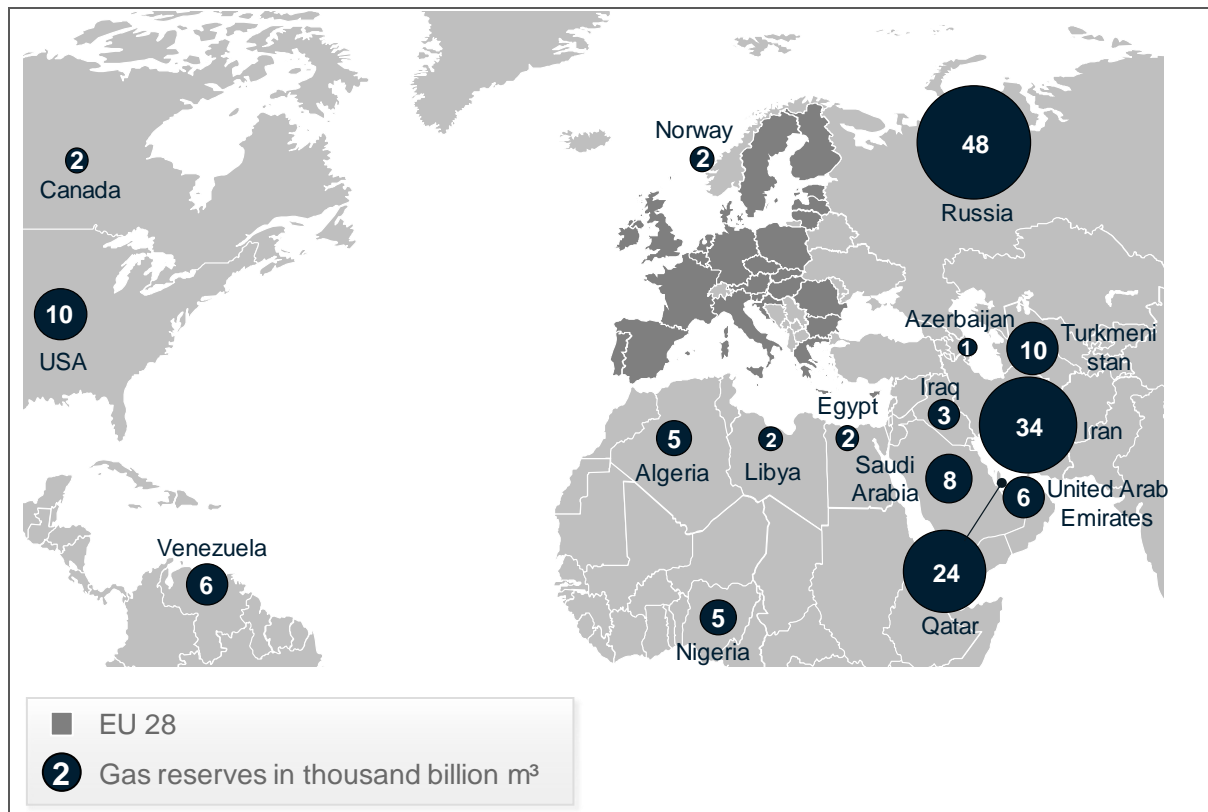 Norway
2
48
Russia
2
Canada
10
USA
Azerbaijan
1
10
Turkmeni
stan
Iraq
3
34
Iran
Egypt
2
5
Algeria
2
Libya
Saudi
Arabia
8
6
United Arab
Emirates
Venezuela
6
24
Qatar
5
Nigeria
EU 28
2
Gas reserves in thousand billion m³